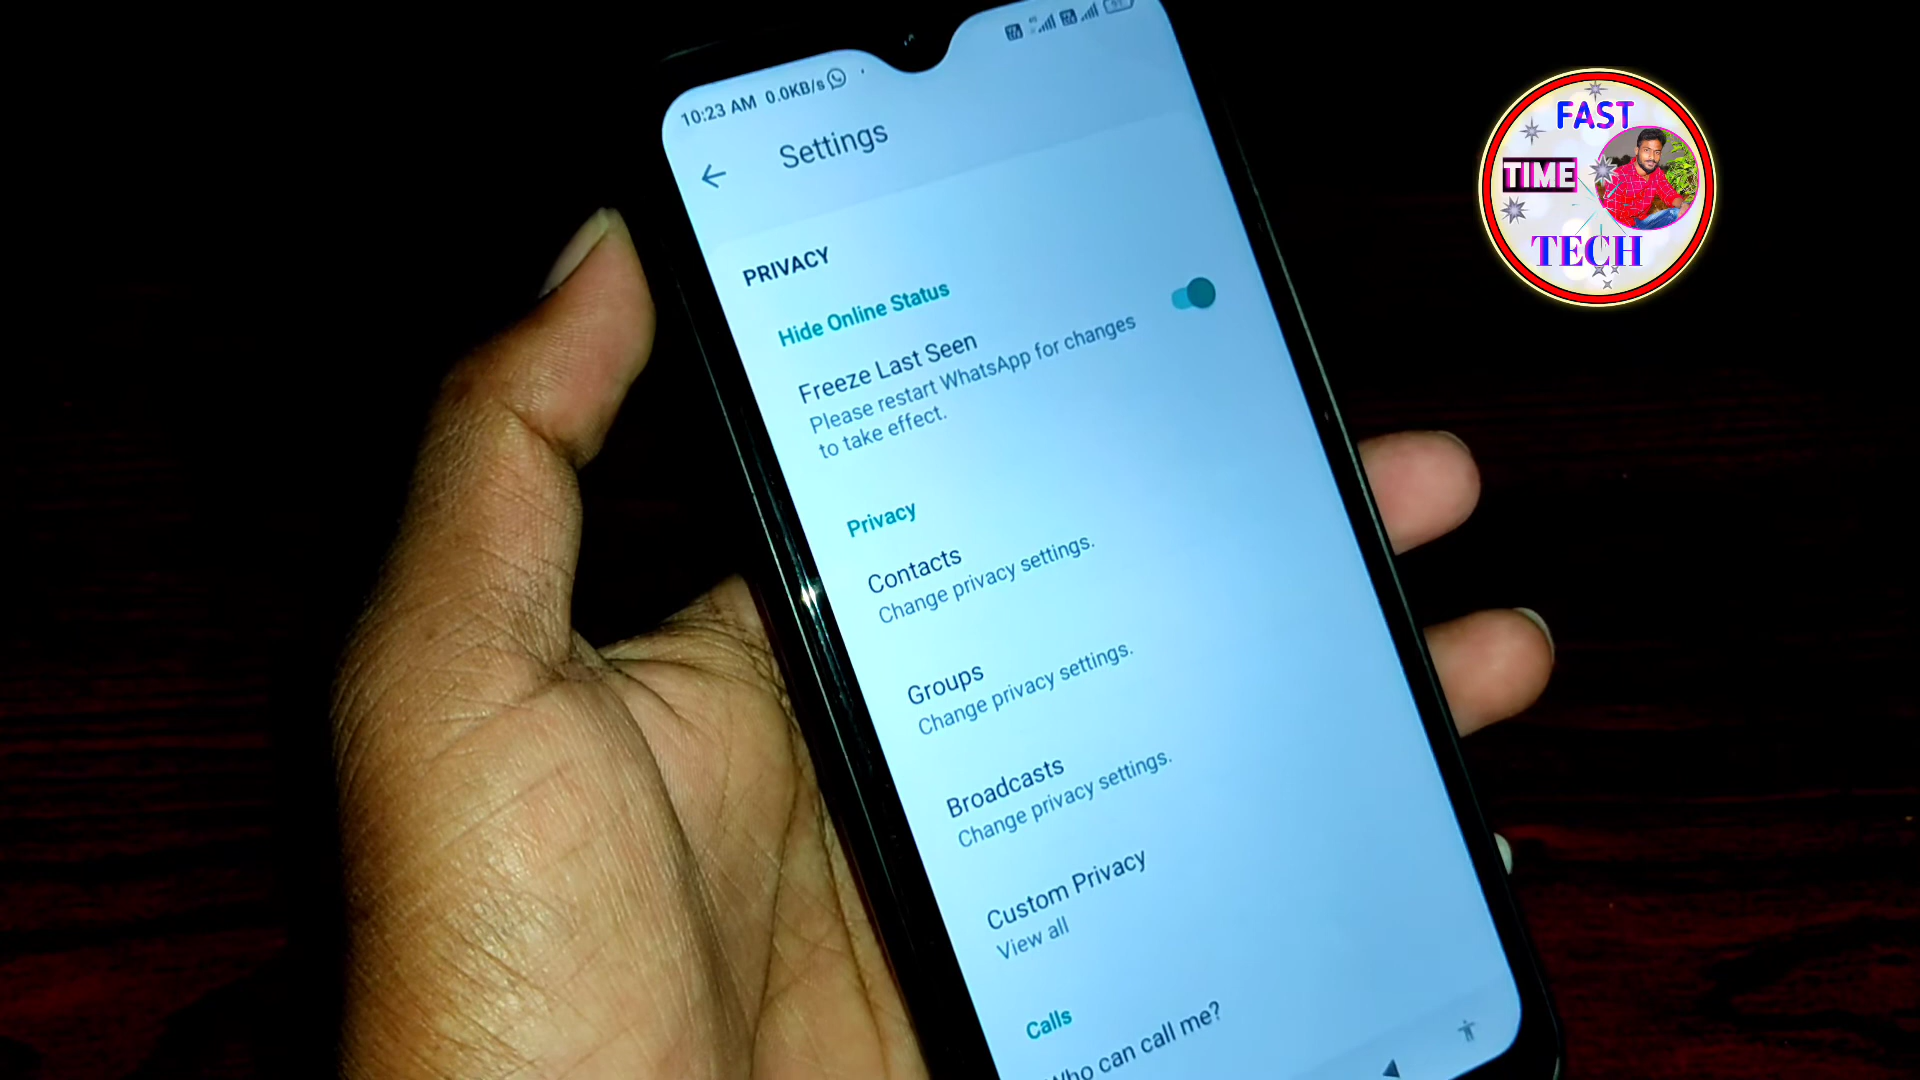 10:23 AM 0.0KB/s
Settings
PRIVACY
Hide Online Status
Freeze Last Seen
Please restart WhatsApp for changes
to take effect.
Privacy
Contacts
Change privacy settings.
Groups
Change privacy settings.
Broadcasts
Change privacy settings.
Custom Privacy
View all
Calls
Who can call me?
FAST
TIME
TECH